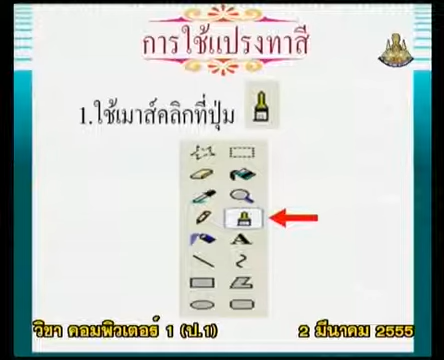 การใช้แปรงทาสี
1.ใช้เมาส์คลิกที่ปุ่ม
A
วิชา คอมพิวเตอร์ 1 (ป.1)
2 มีนาคม 2555